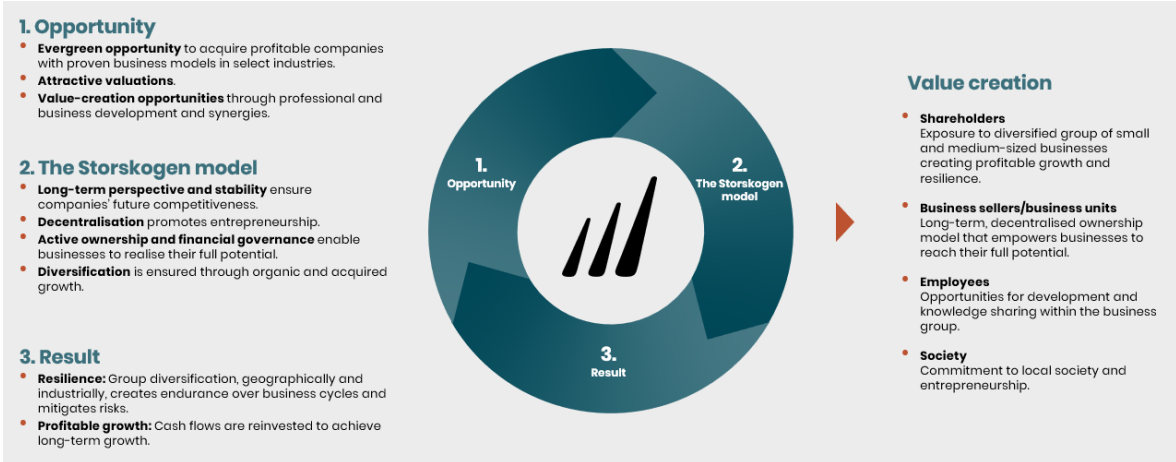 1. Opportunity
Evergreen opportunity to acquire profitable companies
with proven business models in select industries.
Attractive valuations.
Value-creation opportunities through professional and
business development and synergies.
2. The Storskogen model
Long-term perspective and stability ensure
companies' future competitiveness.
Decentralisation promotes entrepreneurship.
Active ownership and financial governance enable
businesses to realise their full potential.
Diversification is ensured through organic and acquired
growth.
3. Result
Resilience: Group diversification, geographically and
industrially, creates endurance over business cycles and
mitigates risks.
Profitable growth: Cash flows are reinvested to achieve
long-term growth.
1.
Opportunity
2.
The Storskogen
model
3.
Result
Value creation
Shareholders
Exposure to diversified group of small
and medium-sized businesses
creating profitable growth and
resilience.
Business sellers/business units
Long-term, decentralised ownership
model that empowers businesses to
reach their full potential.
Employees
Opportunities for development and
knowledge sharing within the business
group.
Society
Commitment to local society and
entrepreneurship.